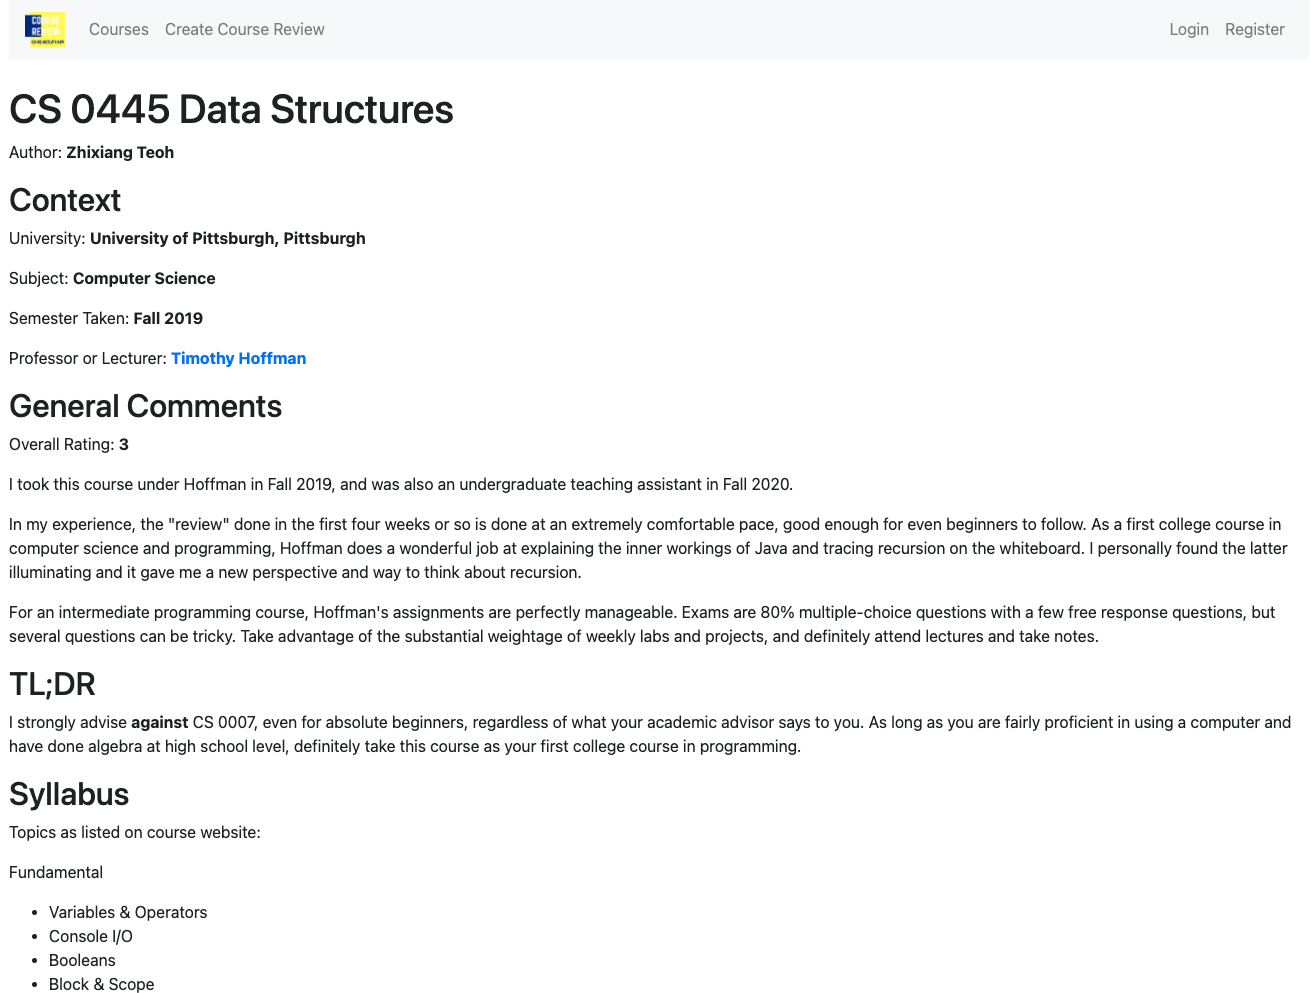 COURSE
REVIEW
Courses
Create Course Review
Login
Register
CS 0445 Data Structures
Author: Zhixiang Teoh
Context
University: University of Pittsburgh, Pittsburgh
Subject: Computer Science
Semester Taken: Fall 2019
Professor or Lecturer: Timothy Hoffman
General Comments
Overall Rating: 3
I took this course under Hoffman in Fall 2019, and was also an undergraduate teaching assistant in Fall 2020.
In my experience, the "review" done in the first four weeks or so is done at an extremely comfortable pace, good enough for even beginners to follow. As a first college course in
computer science and programming, Hoffman does a wonderful job at explaining the inner workings of Java and tracing recursion on the whiteboard. I personally found the latter
illuminating and it gave me a new perspective and way to think about recursion.
For an intermediate programming course, Hoffman's assignments are perfectly manageable. Exams are 80% multiple-choice questions with a few free response questions, but
several questions can be tricky. Take advantage of the substantial weightage of weekly labs and projects, and definitely attend lectures and take notes.
TL;DR
I strongly advise against CS 0007, even for absolute beginners, regardless of what your academic advisor says to you. As long as you are fairly proficient in using a computer and
have done algebra at high school level, definitely take this course as your first college course in programming.
Syllabus
Topics as listed on course website:
Fundamental
• Variables & Operators
• Console I/O
• Booleans
• Block & Scope